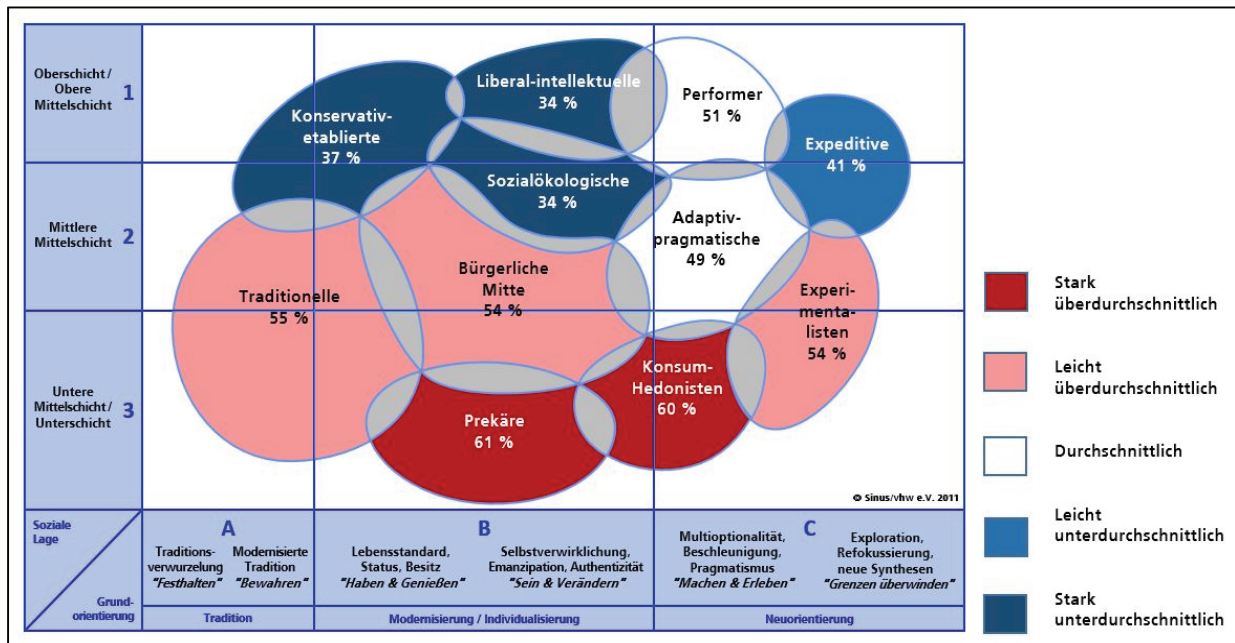 Oberschicht /
Obere
Mittelschicht
1
Mittlere
Mittelschicht
2
Untere
Mittelschicht/
Unterschicht
3
Liberal-intellektuelle
34 %
Konservativ-
etablierte
37 %
Performer
51 %
Expeditive
41 %
Sozialökologische
34 %
Adaptiv-
pragmatische
49 %
Bürgerliche
Mitte
54 %
Traditionelle
55 %
Experi-
menta-
listen
54 %
Konsum-
Hedonisten
60 %
Prekäre
61 %
© Sinus/vhw e.V. 2011
Soziale
Lage
Grund-
orientierung
A
Traditions-
verwurzelung
"Festhalten"
Modernisierte
Tradition
"Bewahren"
Tradition
B
Lebensstandard,
Status, Besitz
"Haben & Genießen"
Selbstverwirklichung,
Emanzipation, Authentizität
"Sein & Verändern"
Modernisierung / Individualisierung
C
Multioptionalität,
Beschleunigung,
Pragmatismus
"Machen & Erleben"
Exploration,
Refokussierung,
neue Synthesen
"Grenzen überwinden"
Neuorientierung
Stark
überdurchschnittlich
Leicht
überdurchschnittlich
Durchschnittlich
Leicht
unterdurchschnittlich
Stark
unterdurchschnittlich